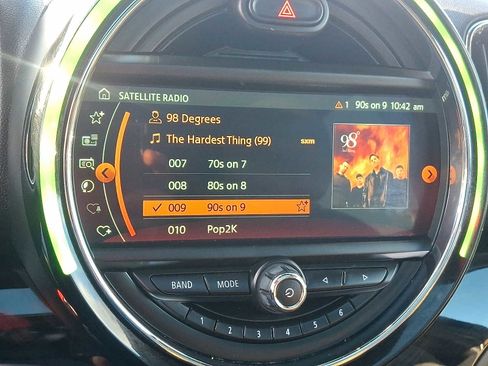 SATELLITE RADIO
1 90s on 9 10:42 am
98 Degrees
The Hardest Thing (99) sxm
98°
007 70s on 7
008 80s on 8
009 90s on 9
010 Pop2K
BAND MODE
1 2 3 4 5 6